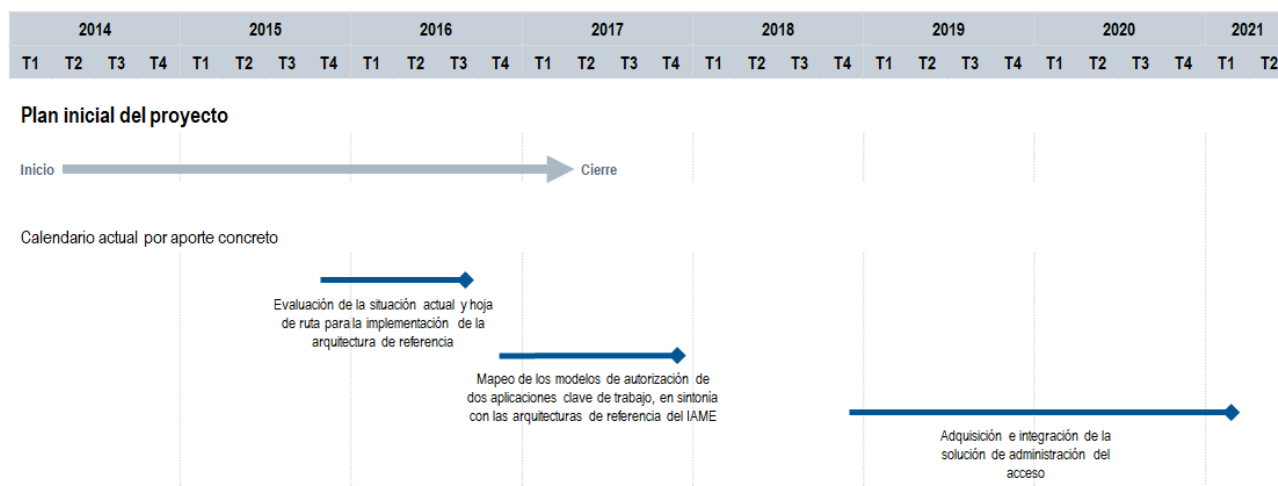 2014 2015 2016 2017 2018 2019 2020 2021
T1 T2 T3 T4 T1 T2 T3 T4 T1 T2 T3 T4 T1 T2 T3 T4 T1 T2 T3 T4 T1 T2 T3 T4 T1 T2 T3 T4 T1 T2
Plan inicial del proyecto
Inicio Cierre
Calendario actual por aporte concreto
Evaluación de la situación actual y hoja
de ruta para la implementación de la
arquitectura de referencia
Mapeo de los modelos de autorización de
dos aplicaciones clave de trabajo, en sintonía
con las arquitecturas de referencia del IAME
Adquisición e integración de la
solución de administración del
acceso